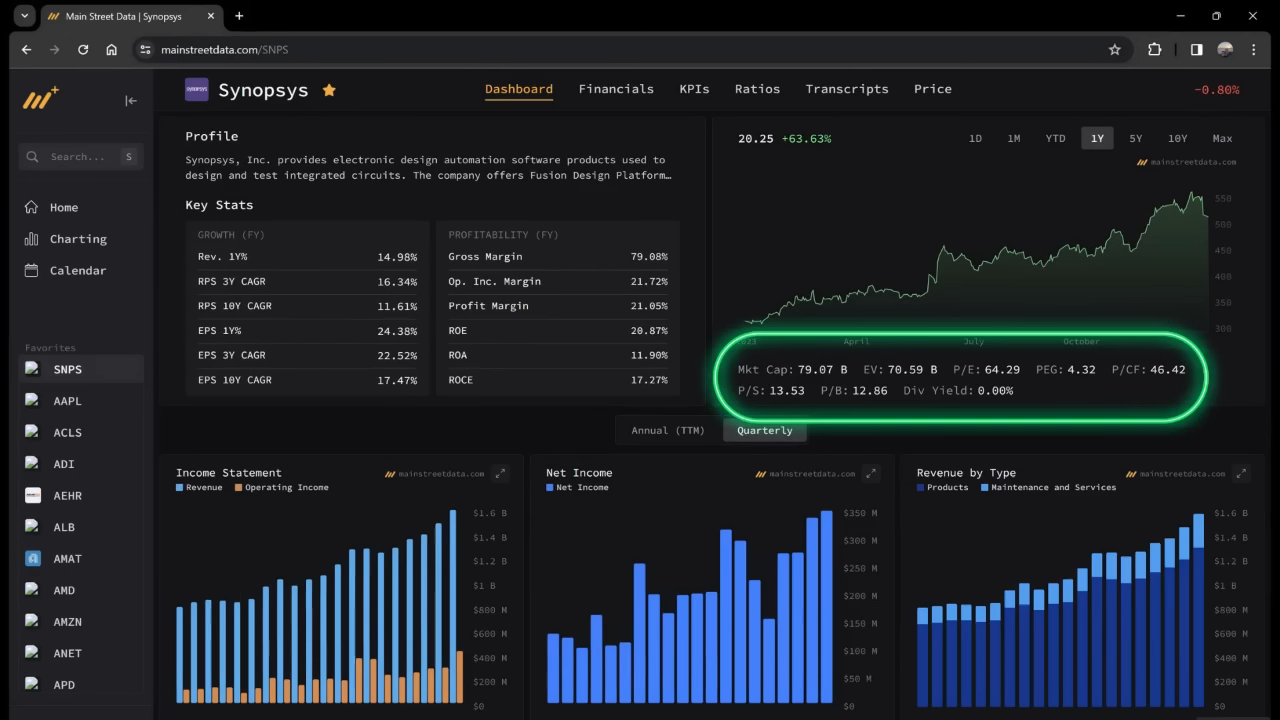 Main Street Data | Synopsys
mainstreetdata.com/SNPS
Synopsys
Dashboard Financials KPIs Ratios Transcripts Price
-0.80%
Search... S
Home
Charting
Calendar
Favorites
SNPS
AAPL
ACLS
ADI
AEHR
ALB
AMAT
AMD
AMZN
ANET
APD
Profile
Synopsys, Inc. provides electronic design automation software products used to
design and test integrated circuits. The company offers Fusion Design Platform…
Key Stats
GROWTH (FY)
Rev. 1Y% 14.98%
RPS 3Y CAGR 16.34%
RPS 10Y CAGR 11.61%
EPS 1Y% 24.38%
EPS 3Y CAGR 22.52%
EPS 10Y CAGR 17.47%
PROFITABILITY (FY)
Gross Margin 79.08%
Op. Inc. Margin 21.72%
Profit Margin 21.05%
ROE 20.87%
ROA 11.90%
ROCE 17.27%
20.25 +63.63%
1D 1M YTD 1Y 5Y 10Y Max
mainstreetdata.com
550
500
450
400
350
300
April July October
Mkt Cap: 79.07 B EV: 70.59 B P/E: 64.29 PEG: 4.32 P/CF: 46.42
P/S: 13.53 P/B: 12.86 Div Yield: 0.00%
Annual (TTM) Quarterly
Income Statement
mainstreetdata.com
Revenue Operating Income
$1.6 B
$1.4 B
$1.2 B
$1 B
$800 M
$600 M
$400 M
$200 M
$0
Net Income
mainstreetdata.com
Net Income
$350 M
$300 M
$250 M
$200 M
$150 M
$100 M
$50 M
$0
Revenue by Type
mainstreetdata.com
Products Maintenance and Services
$1.6 B
$1.4 B
$1.2 B
$1 B
$800 M
$600 M
$400 M
$200 M
$0